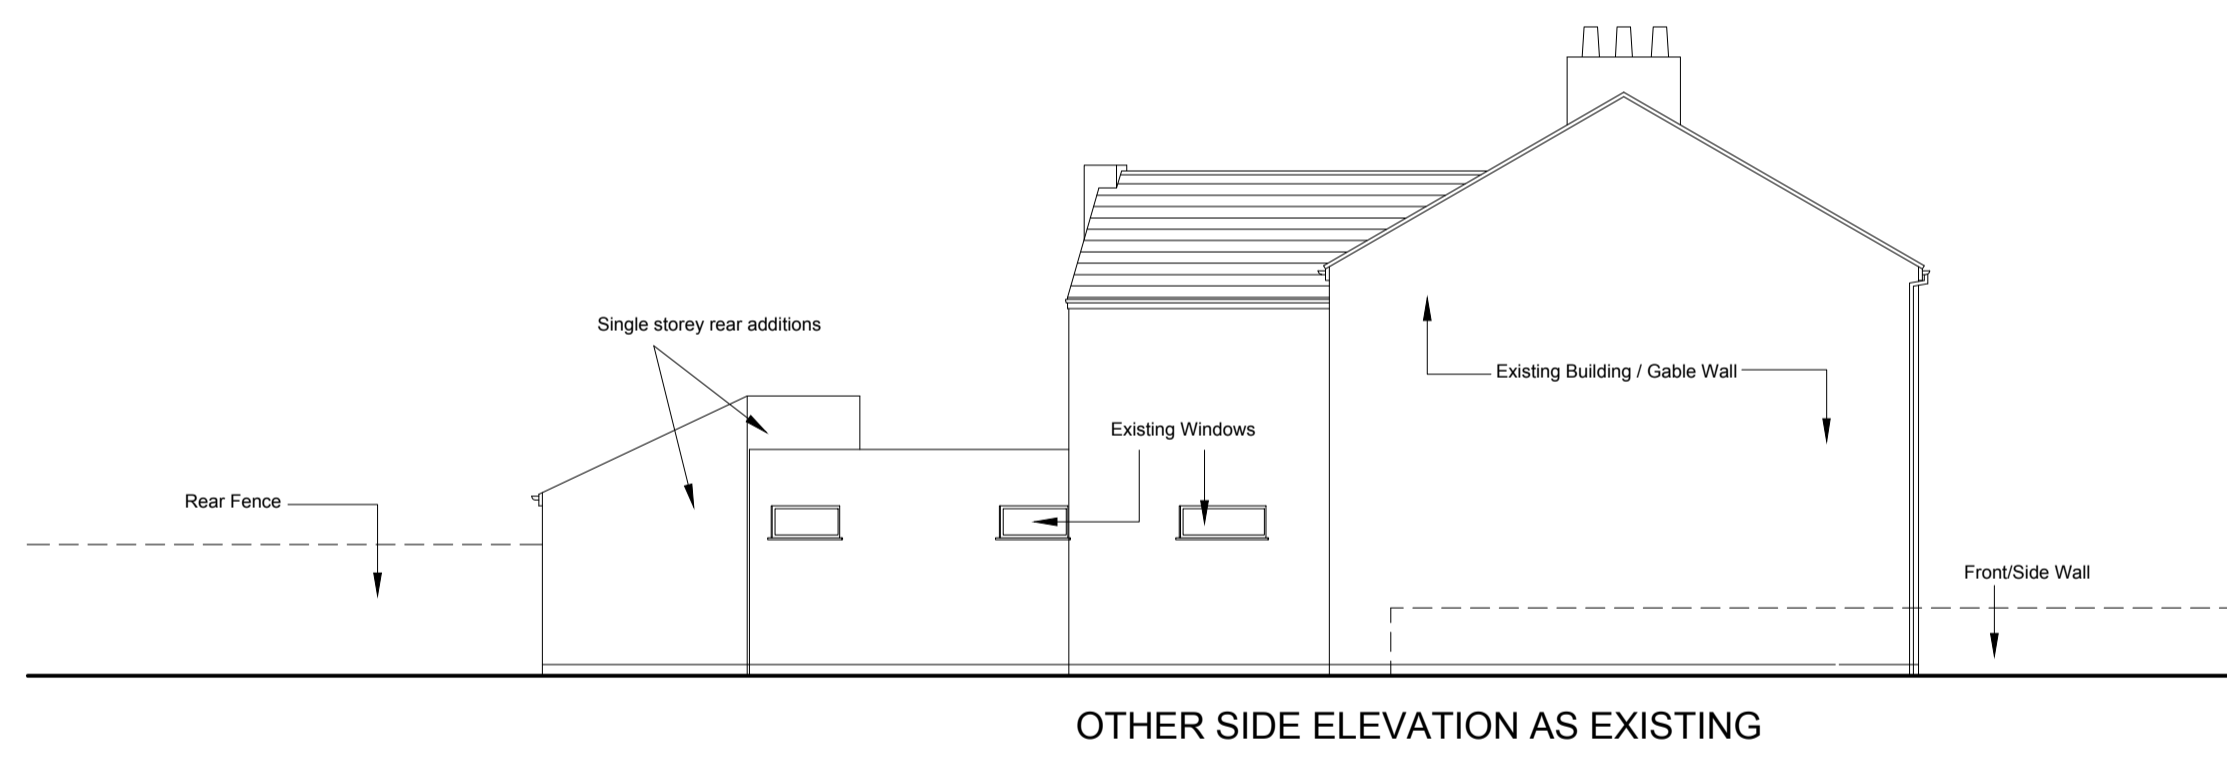 Single storey rear additions
Existing Building / Gable Wall
Existing Windows
Rear Fence
Front/Side Wall
OTHER SIDE ELEVATION AS EXISTING